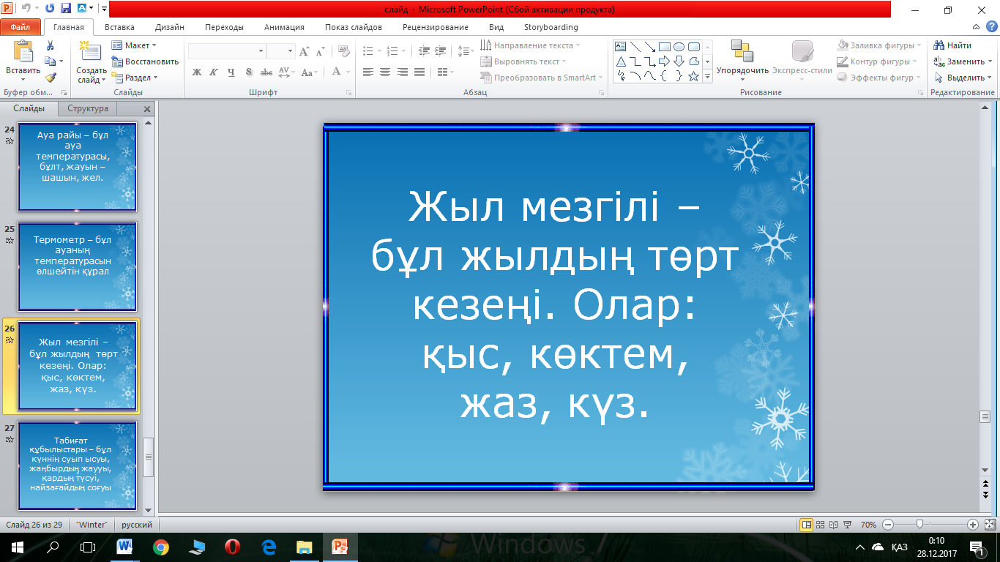 слайд - Microsoft PowerPoint (Сбой активации продукта)
Файл Главная Вставка Дизайн Переходы Анимация Показ слайдов Рецензирование Вид Storyboarding
Вставить
Буфер обм...
Создать слайд
Макет
Восстановить
Раздел
Слайды
Ж К Ч S abc AV Aa А
Шрифт
Направление текста
Выровнять текст
Преобразовать в SmartArt
Абзац
Упорядочить
Экспресс-стили
Заливка фигуры
Контур фигуры
Эффекты фигур
Рисование
Найти
Заменить
Выделить
Редактирование
Слайды Структура
24
Ауа райы – бұл
ауа
температурасы,
бұлт, жауын –
шашын, жел.
25
Термометр – бұл
ауаның
температурасын
өлшейтін құрал
26
Жыл мезгілі –
бұл жылдың төрт
кезеңі. Олар:
қыс, көктем,
жаз, күз.
27
Табиғат
құбылыстары – бұл
күннің суып ысуы,
жаңбырдың жаууы,
қардың түсуі,
найзағайдың соғуы
Жыл мезгілі –
бұл жылдың төрт
кезеңі. Олар:
қыс, көктем,
жаз, күз.
Слайд 26 из 29 "Winter" русский 70%
Windows
ҚАЗ
0:10
28.12.2017
1